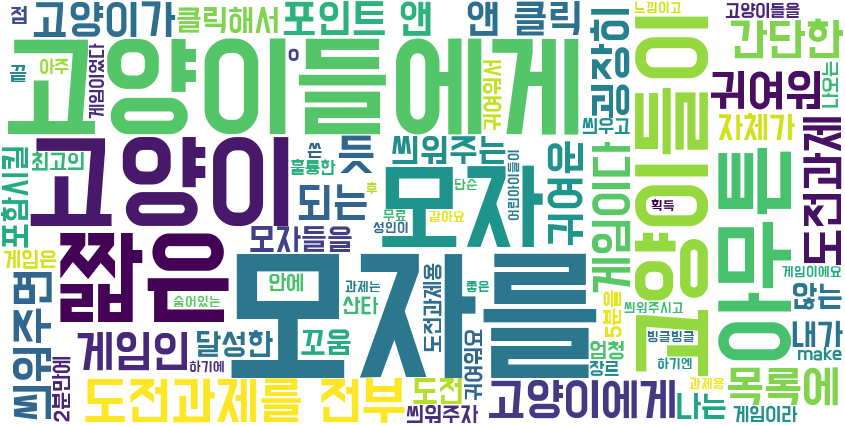 점
고양이가
클릭해서
포인트 앤
앤 클릭
느낌이고
고양이들을
간단한
끝
아주
게임이었다
ㅇ
고양이들에게
귀여워서
굉장히
고양이들이
귀여워
나오는
씌우고
자체가
포함시킬
최고의
고양이
훌륭한
쓴
듯
씌워주는
귀여운
게임이다
아무튼
도전과제
되는
모자
단순
어린아이들이
획득
후
무료
같아요
성인이
모자들을
게임은
짧은
모자를
안에
과제는
산타
도전과제용
좋은
게임이에요
씌워주면
숨어있는
씌워주시고
5분을
않는
빙글빙글
내가
make
게임인
달성한
꼬움
귀여워요
엄청
하기엔
장르
하기에
2분만에
도전과제를 전부
도전
씌워주자
고양이에게
나는
과제용
목록에
게임이라